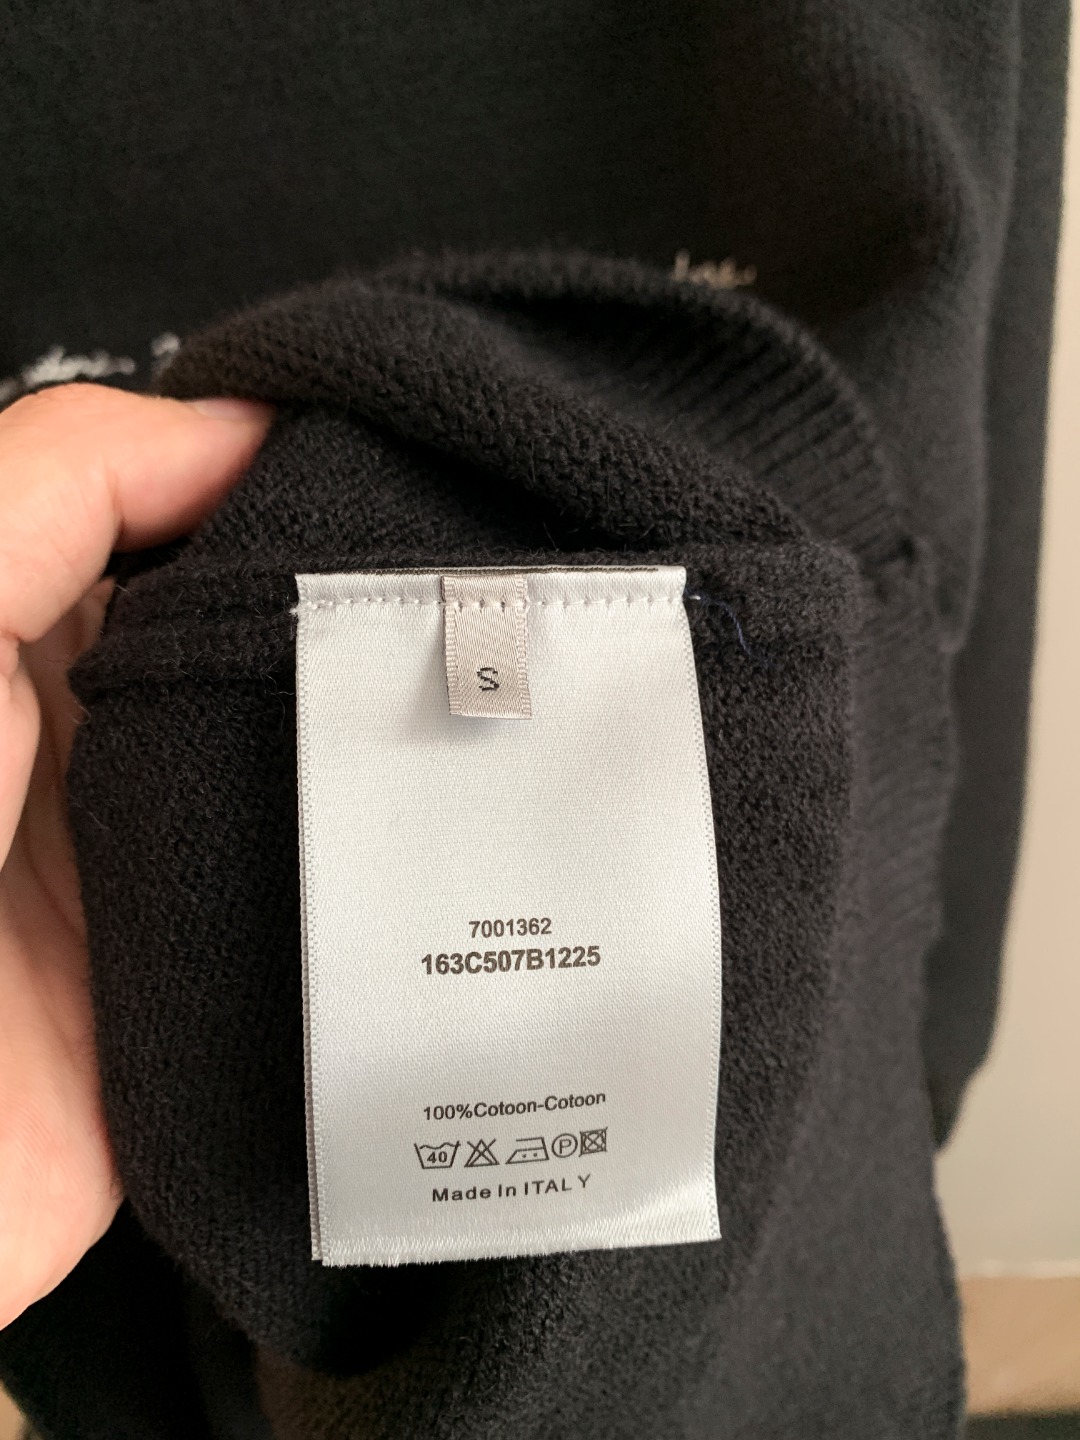 S
7001362
163C507B1225
100%Cotoon-Cotoon
40 P
Made In ITALY